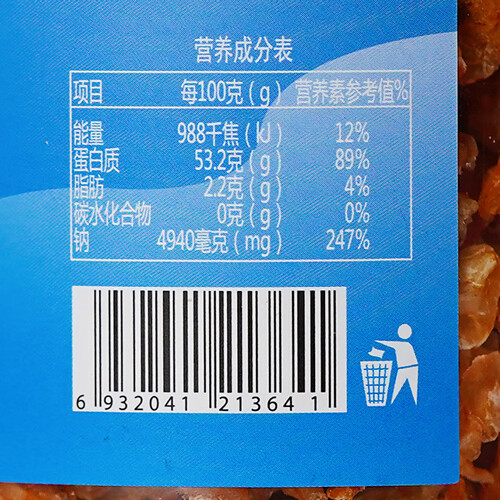 营养成分表
项目 每100克(g) 营养素参考值%
能量 988千焦(kJ) 12%
蛋白质 53.2克(g) 89%
脂肪 2.2克(g) 4%
碳水化合物 0克(g) 0%
钠 4940毫克(mg) 247%
6 932041 213641